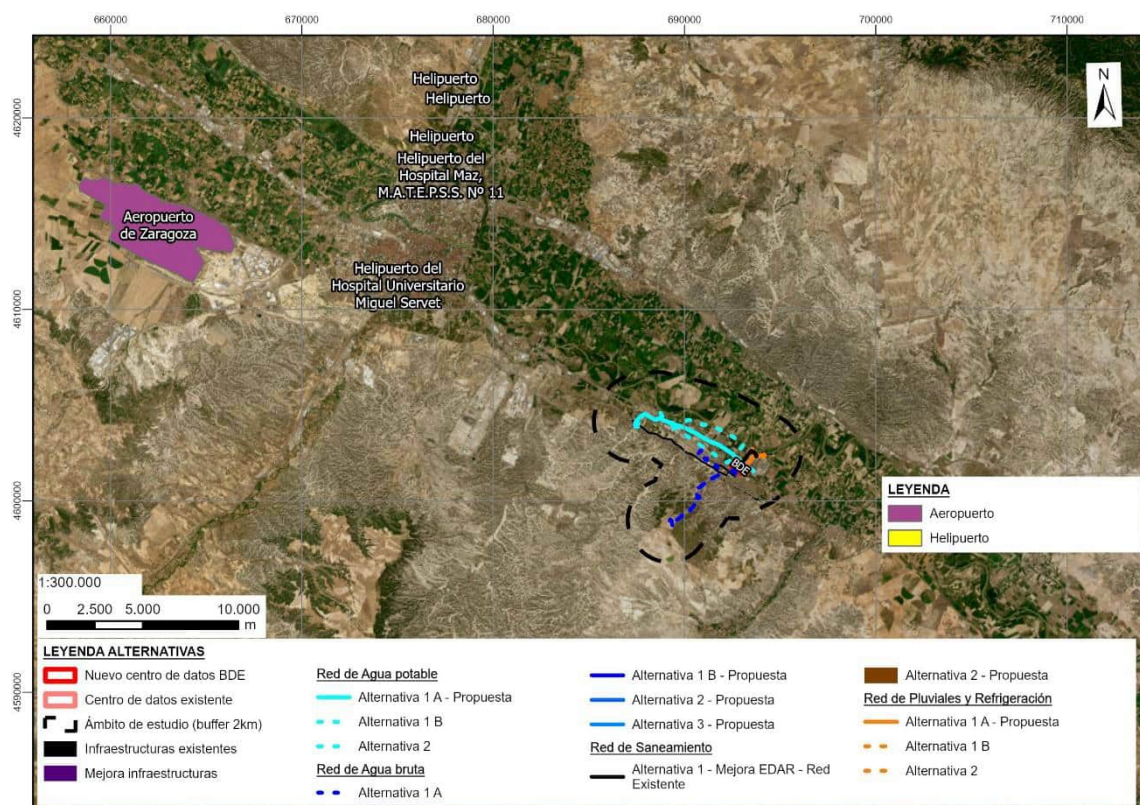 660000
670000
680000
690000
700000
710000
N
4620000
4610000
4600000
4590000
Helipuerto
Helipuerto
Helipuerto
Helipuerto del
Hospital Maz,
M.A.T.E.P.S.S. Nº 11
Aeropuerto
de Zaragoza
Helipuerto del
Hospital Universitario
Miguel Servet
BDE
LEYENDA
Aeropuerto
Helipuerto
1:300.000
0 2.500 5.000 10.000
m
LEYENDA ALTERNATIVAS
Nuevo centro de datos BDE
Centro de datos existente
Ámbito de estudio (buffer 2km)
Infraestructuras existentes
Mejora infraestructuras
Red de Agua potable
Alternativa 1 A - Propuesta
Alternativa 1 B
Alternativa 2
Red de Agua bruta
Alternativa 1 A
Alternativa 1 B - Propuesta
Alternativa 2 - Propuesta
Alternativa 3 - Propuesta
Red de Saneamiento
Alternativa 1 - Mejora EDAR - Red
Existente
Alternativa 2 - Propuesta
Red de Pluviales y Refrigeración
Alternativa 1 A - Propuesta
Alternativa 1 B
Alternativa 2